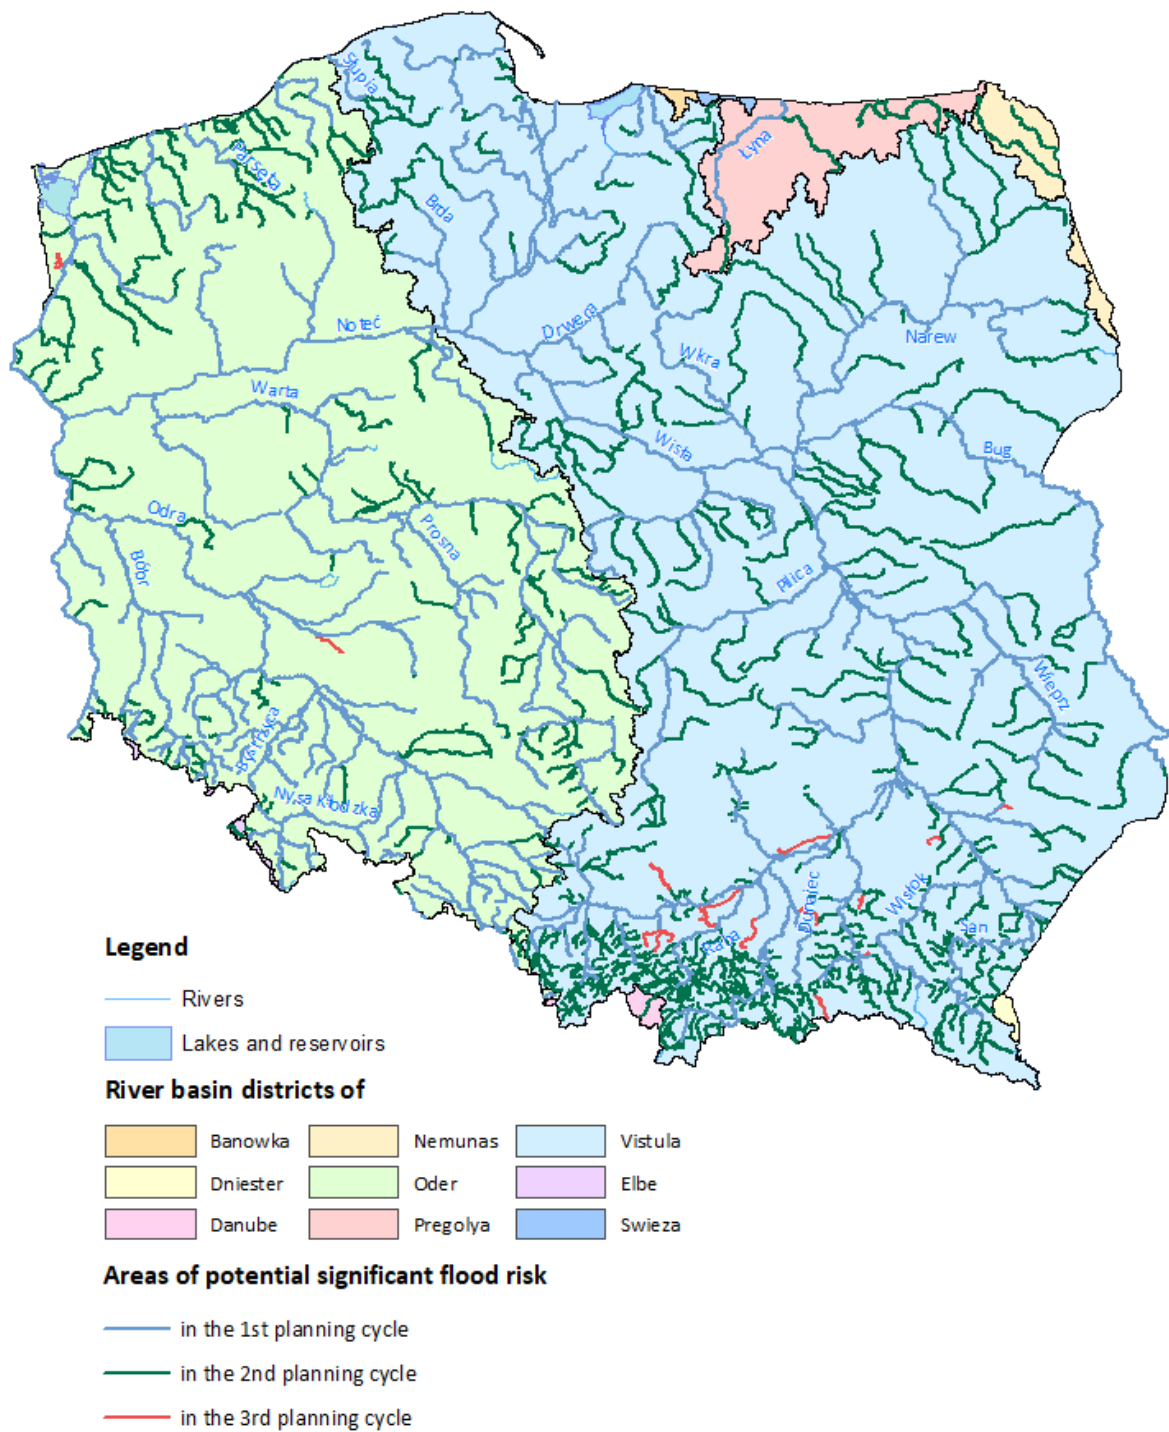 Słupia
Parsęta
Łyna
Brda
Noteć
Drwęca
Narew
Wkra
Warta
Wisła
Bug
Odra
Prosna
Bóbr
Pilica
Wieprz
Bystrzyca
Nysa Kłodzka
Dunajec
Wisłok
Raba
San
Legend
Rivers
Lakes and reservoirs
River basin districts of
Banowka Nemunas Vistula
Dniester Oder Elbe
Danube Pregolya Swieza
Areas of potential significant flood risk
in the 1st planning cycle
in the 2nd planning cycle
in the 3rd planning cycle